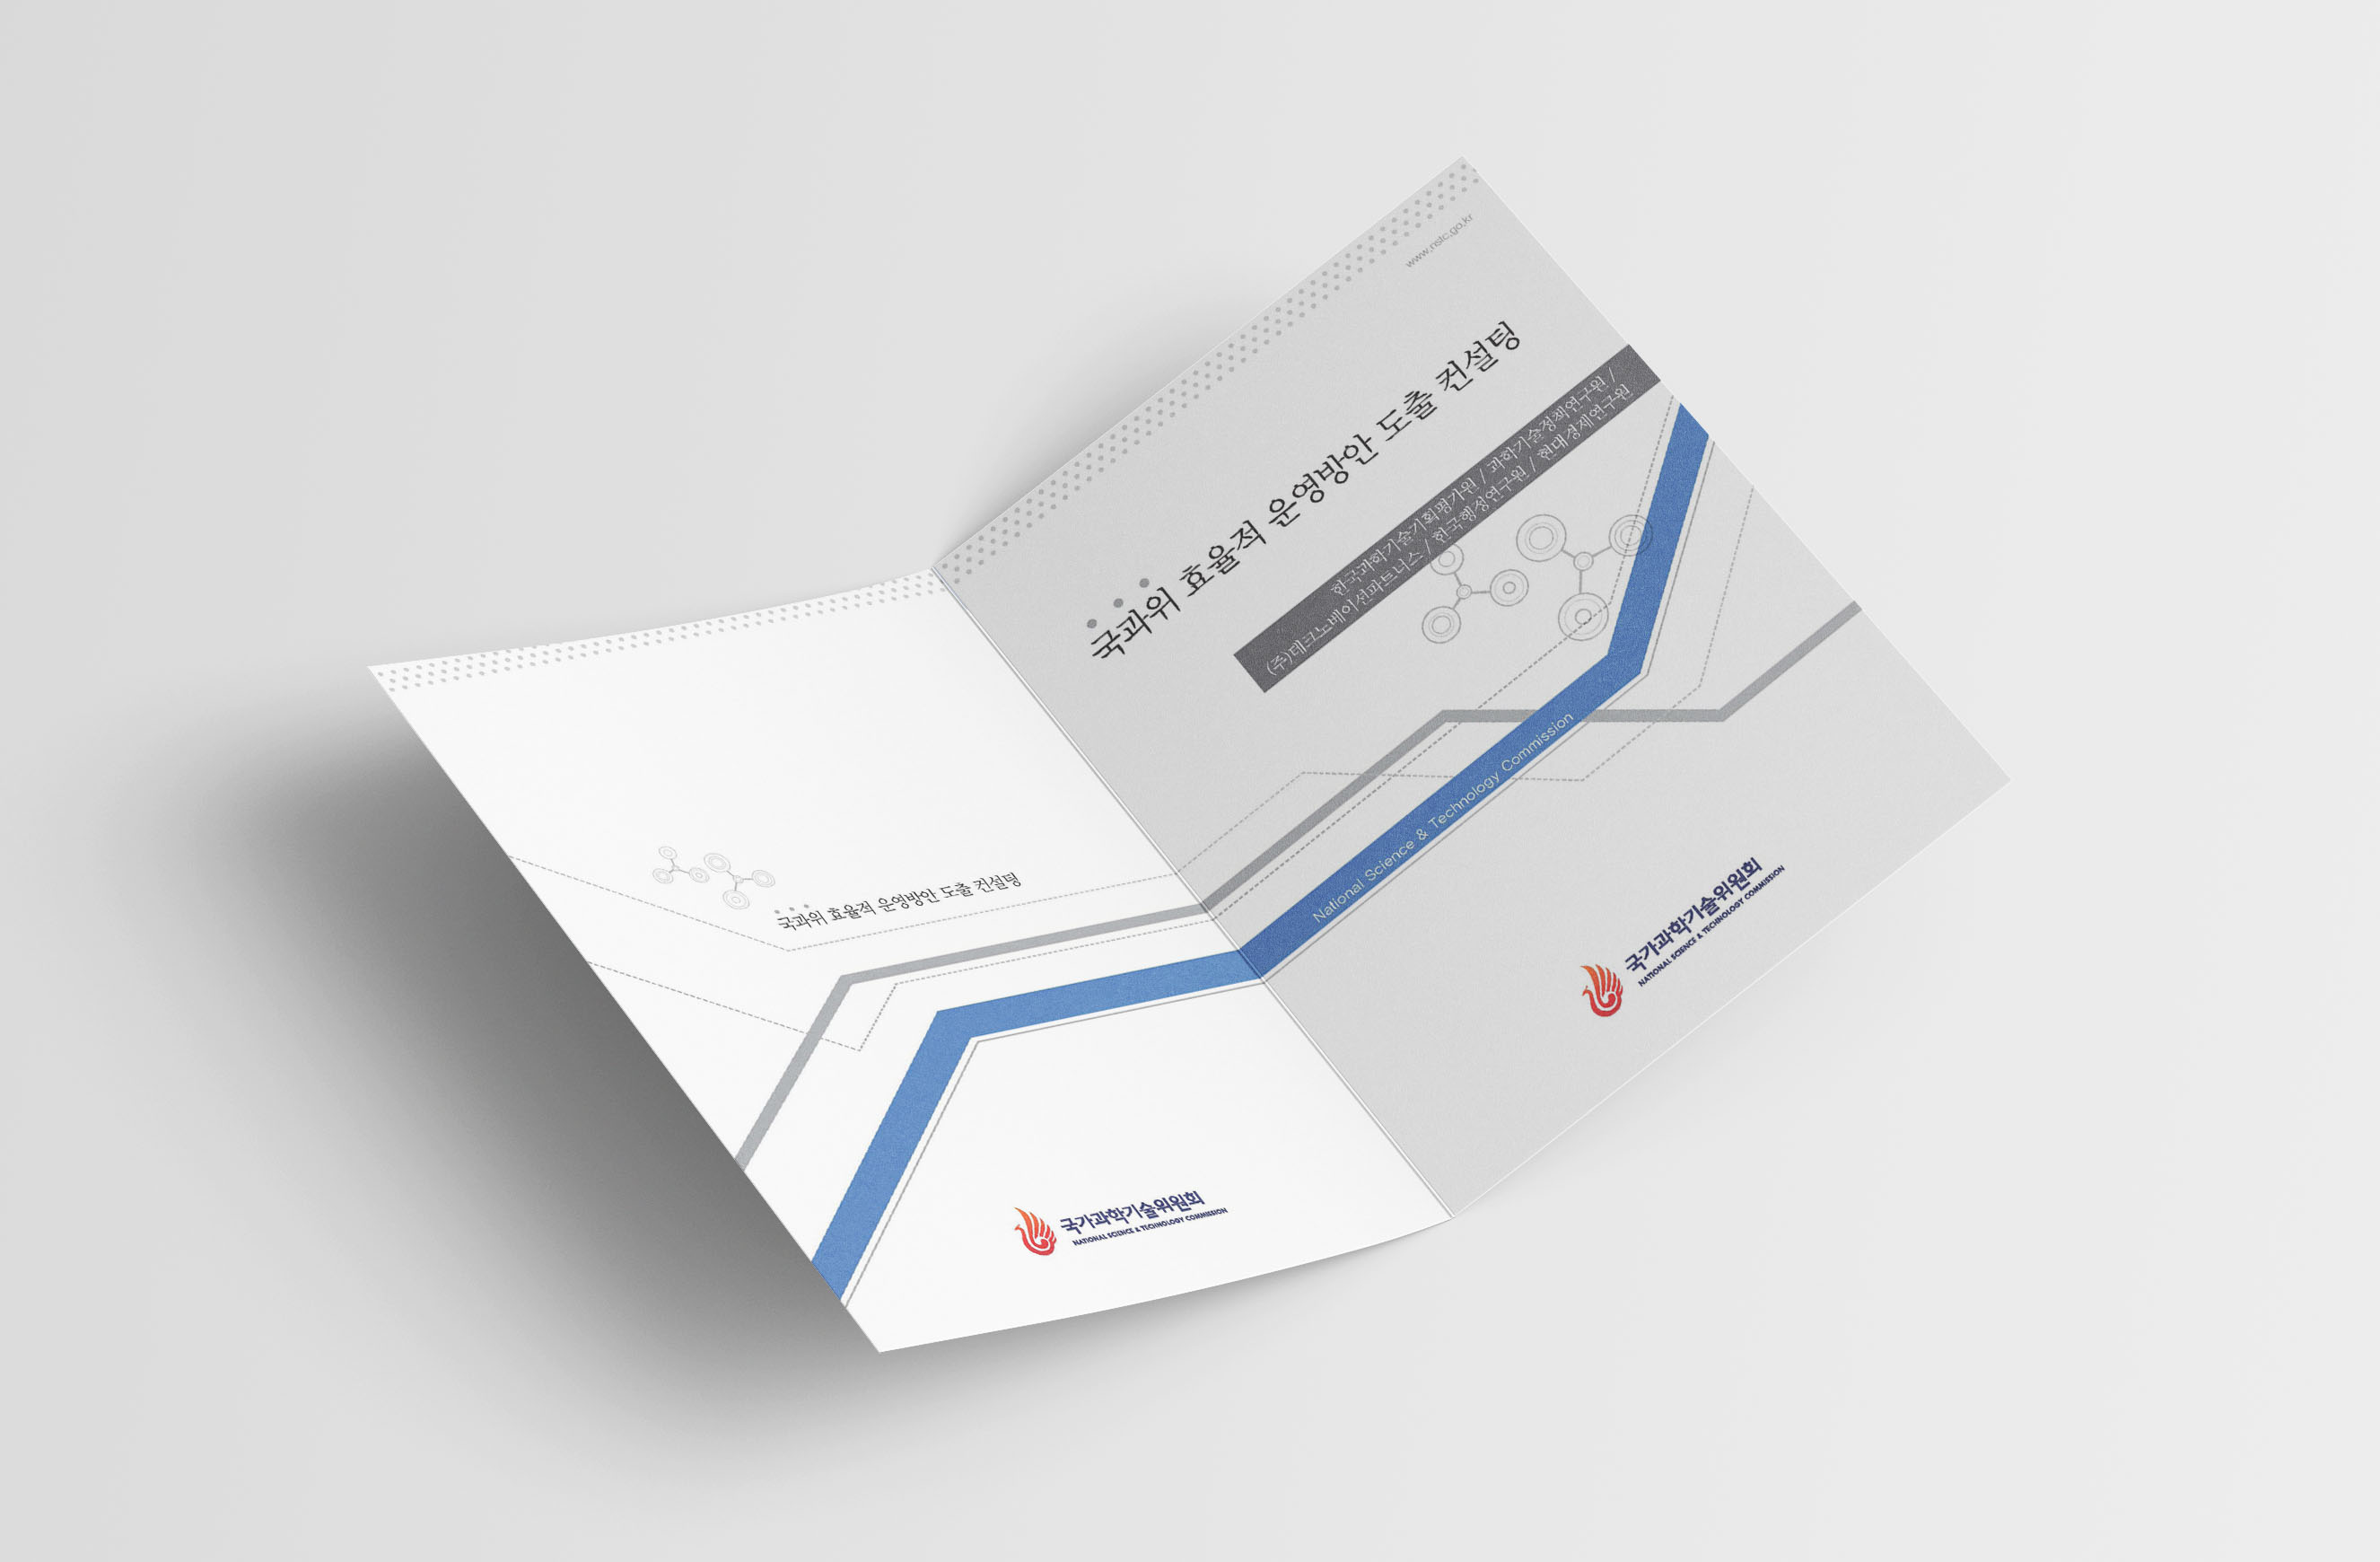 국과위 효율적 운영방안 도출 컨설팅
국가과학기술위원회
NATIONAL SCIENCE & TECHNOLOGY COMMISSION
www.nstc.go.kr
국과위 효율적 운영방안 도출 컨설팅
한국과학기술기획평가원 / 과학기술정책연구원 /
(주)테크노베이션파트너스 / 한국행정연구원 / 현대경제연구원
National Science & Technology Commission
국가과학기술위원회
NATIONAL SCIENCE & TECHNOLOGY COMMISSION